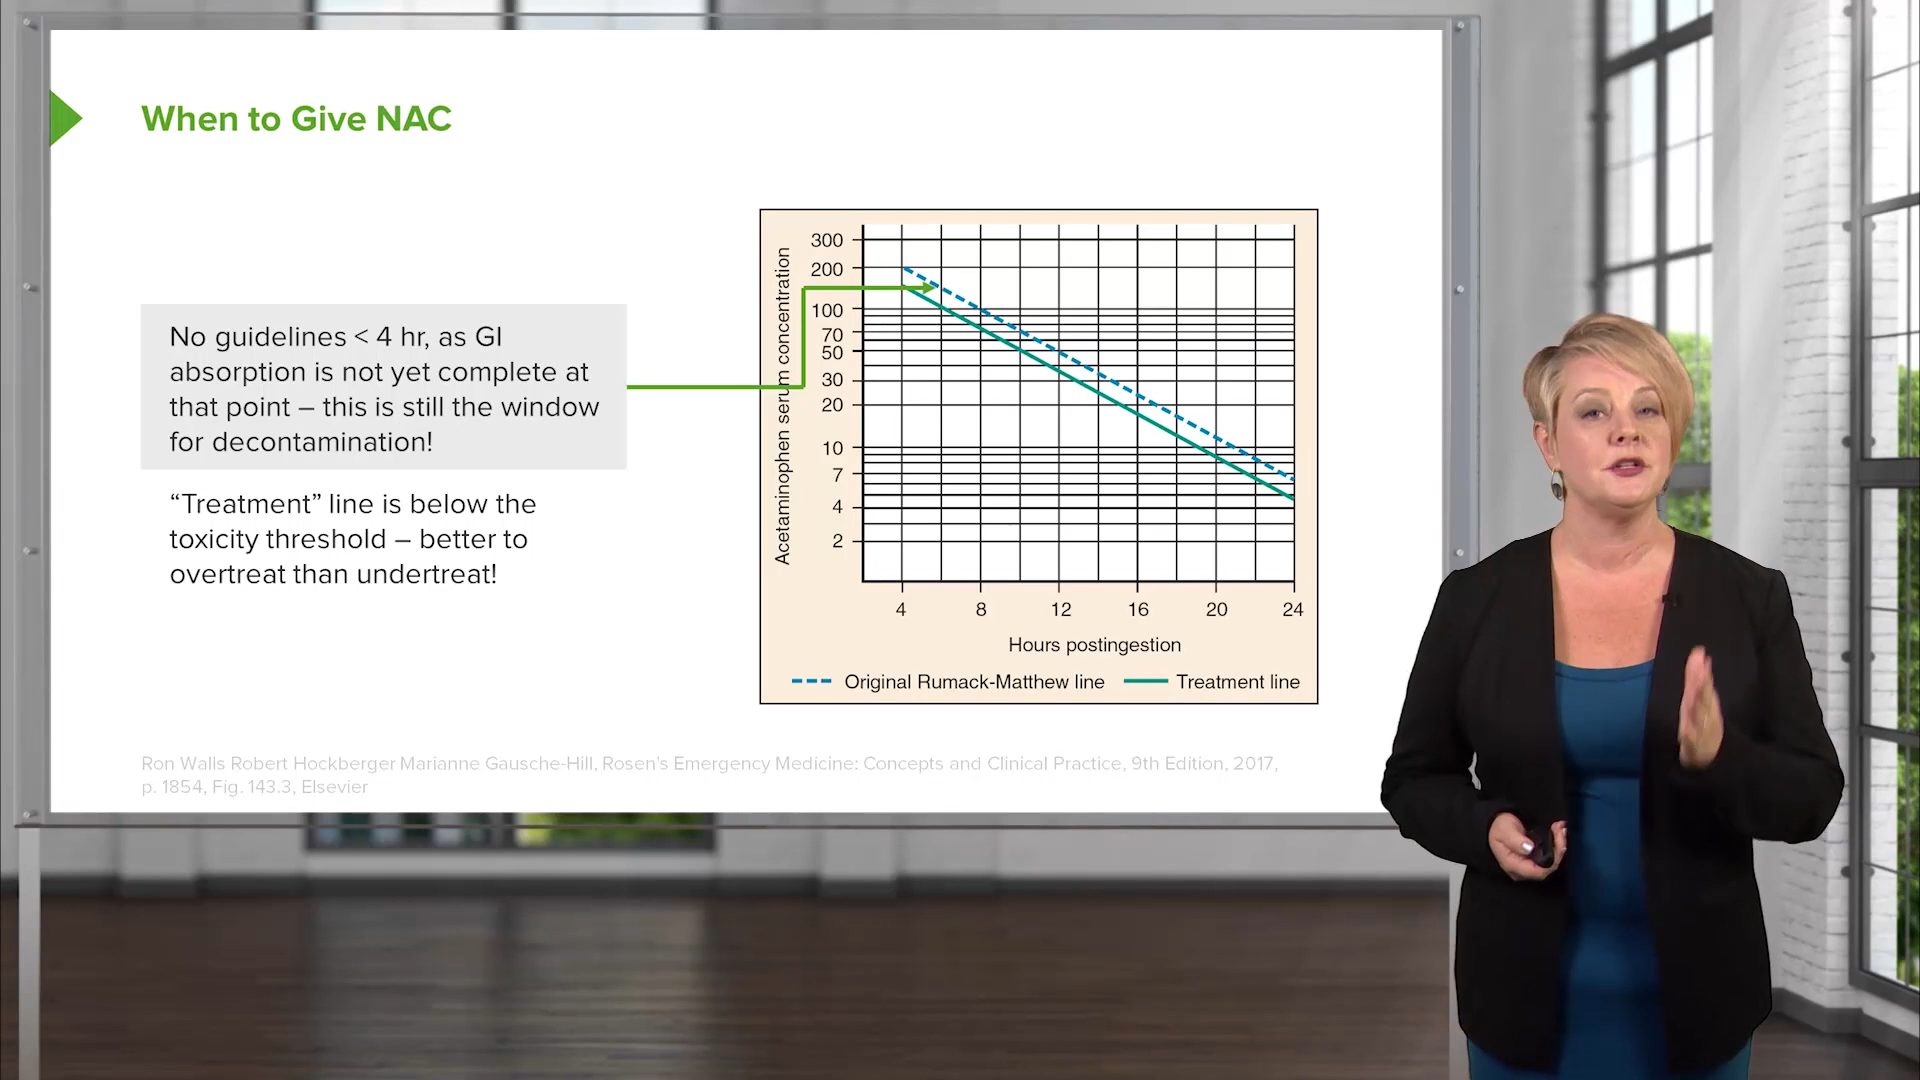 When to Give NAC
No guidelines < 4 hr, as GI
absorption is not yet complete at
that point – this is still the window
for decontamination!
“Treatment” line is below the
toxicity threshold – better to
overtreat than undertreat!
Acetaminophen serum concentration
300
200
100
70
50
30
20
10
7
4
2
4 8 12 16 20 24
Hours postingestion
Original Rumack-Matthew line Treatment line
Ron Walls Robert Hockberger Marianne Gausche-Hill, Rosen's Emergency Medicine: Concepts and Clinical Practice, 9th Edition, 2017,
p. 1854, Fig. 143.3, Elsevier